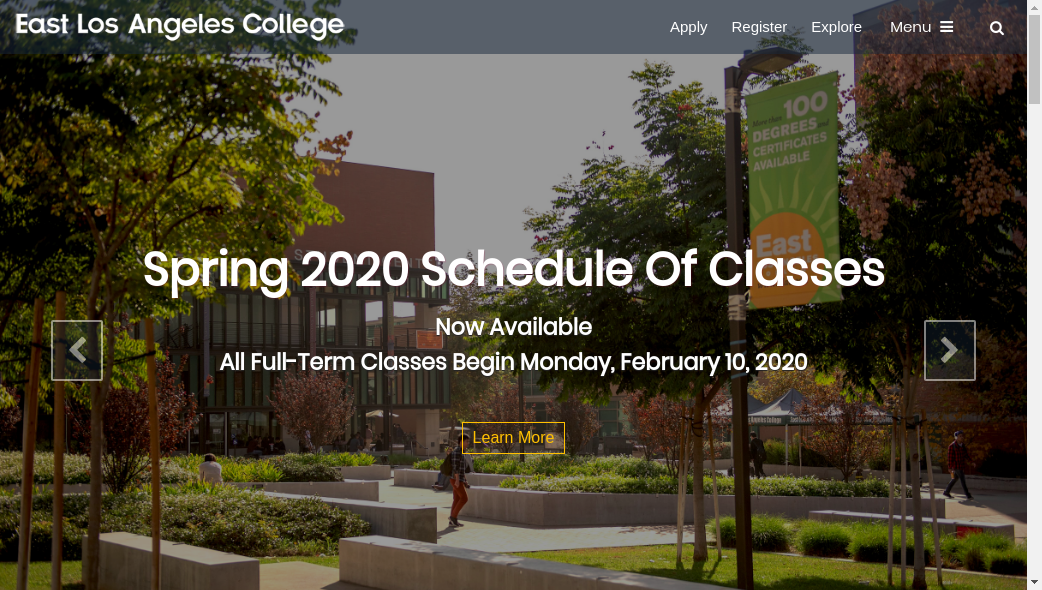 East Los Angeles College
Apply Register Explore Menu
More than 100
DEGREES and
CERTIFICATES
AVAILABLE
East
Spring 2020 Schedule Of Classes
Now Available
All Full-Term Classes Begin Monday, February 10, 2020
Learn More